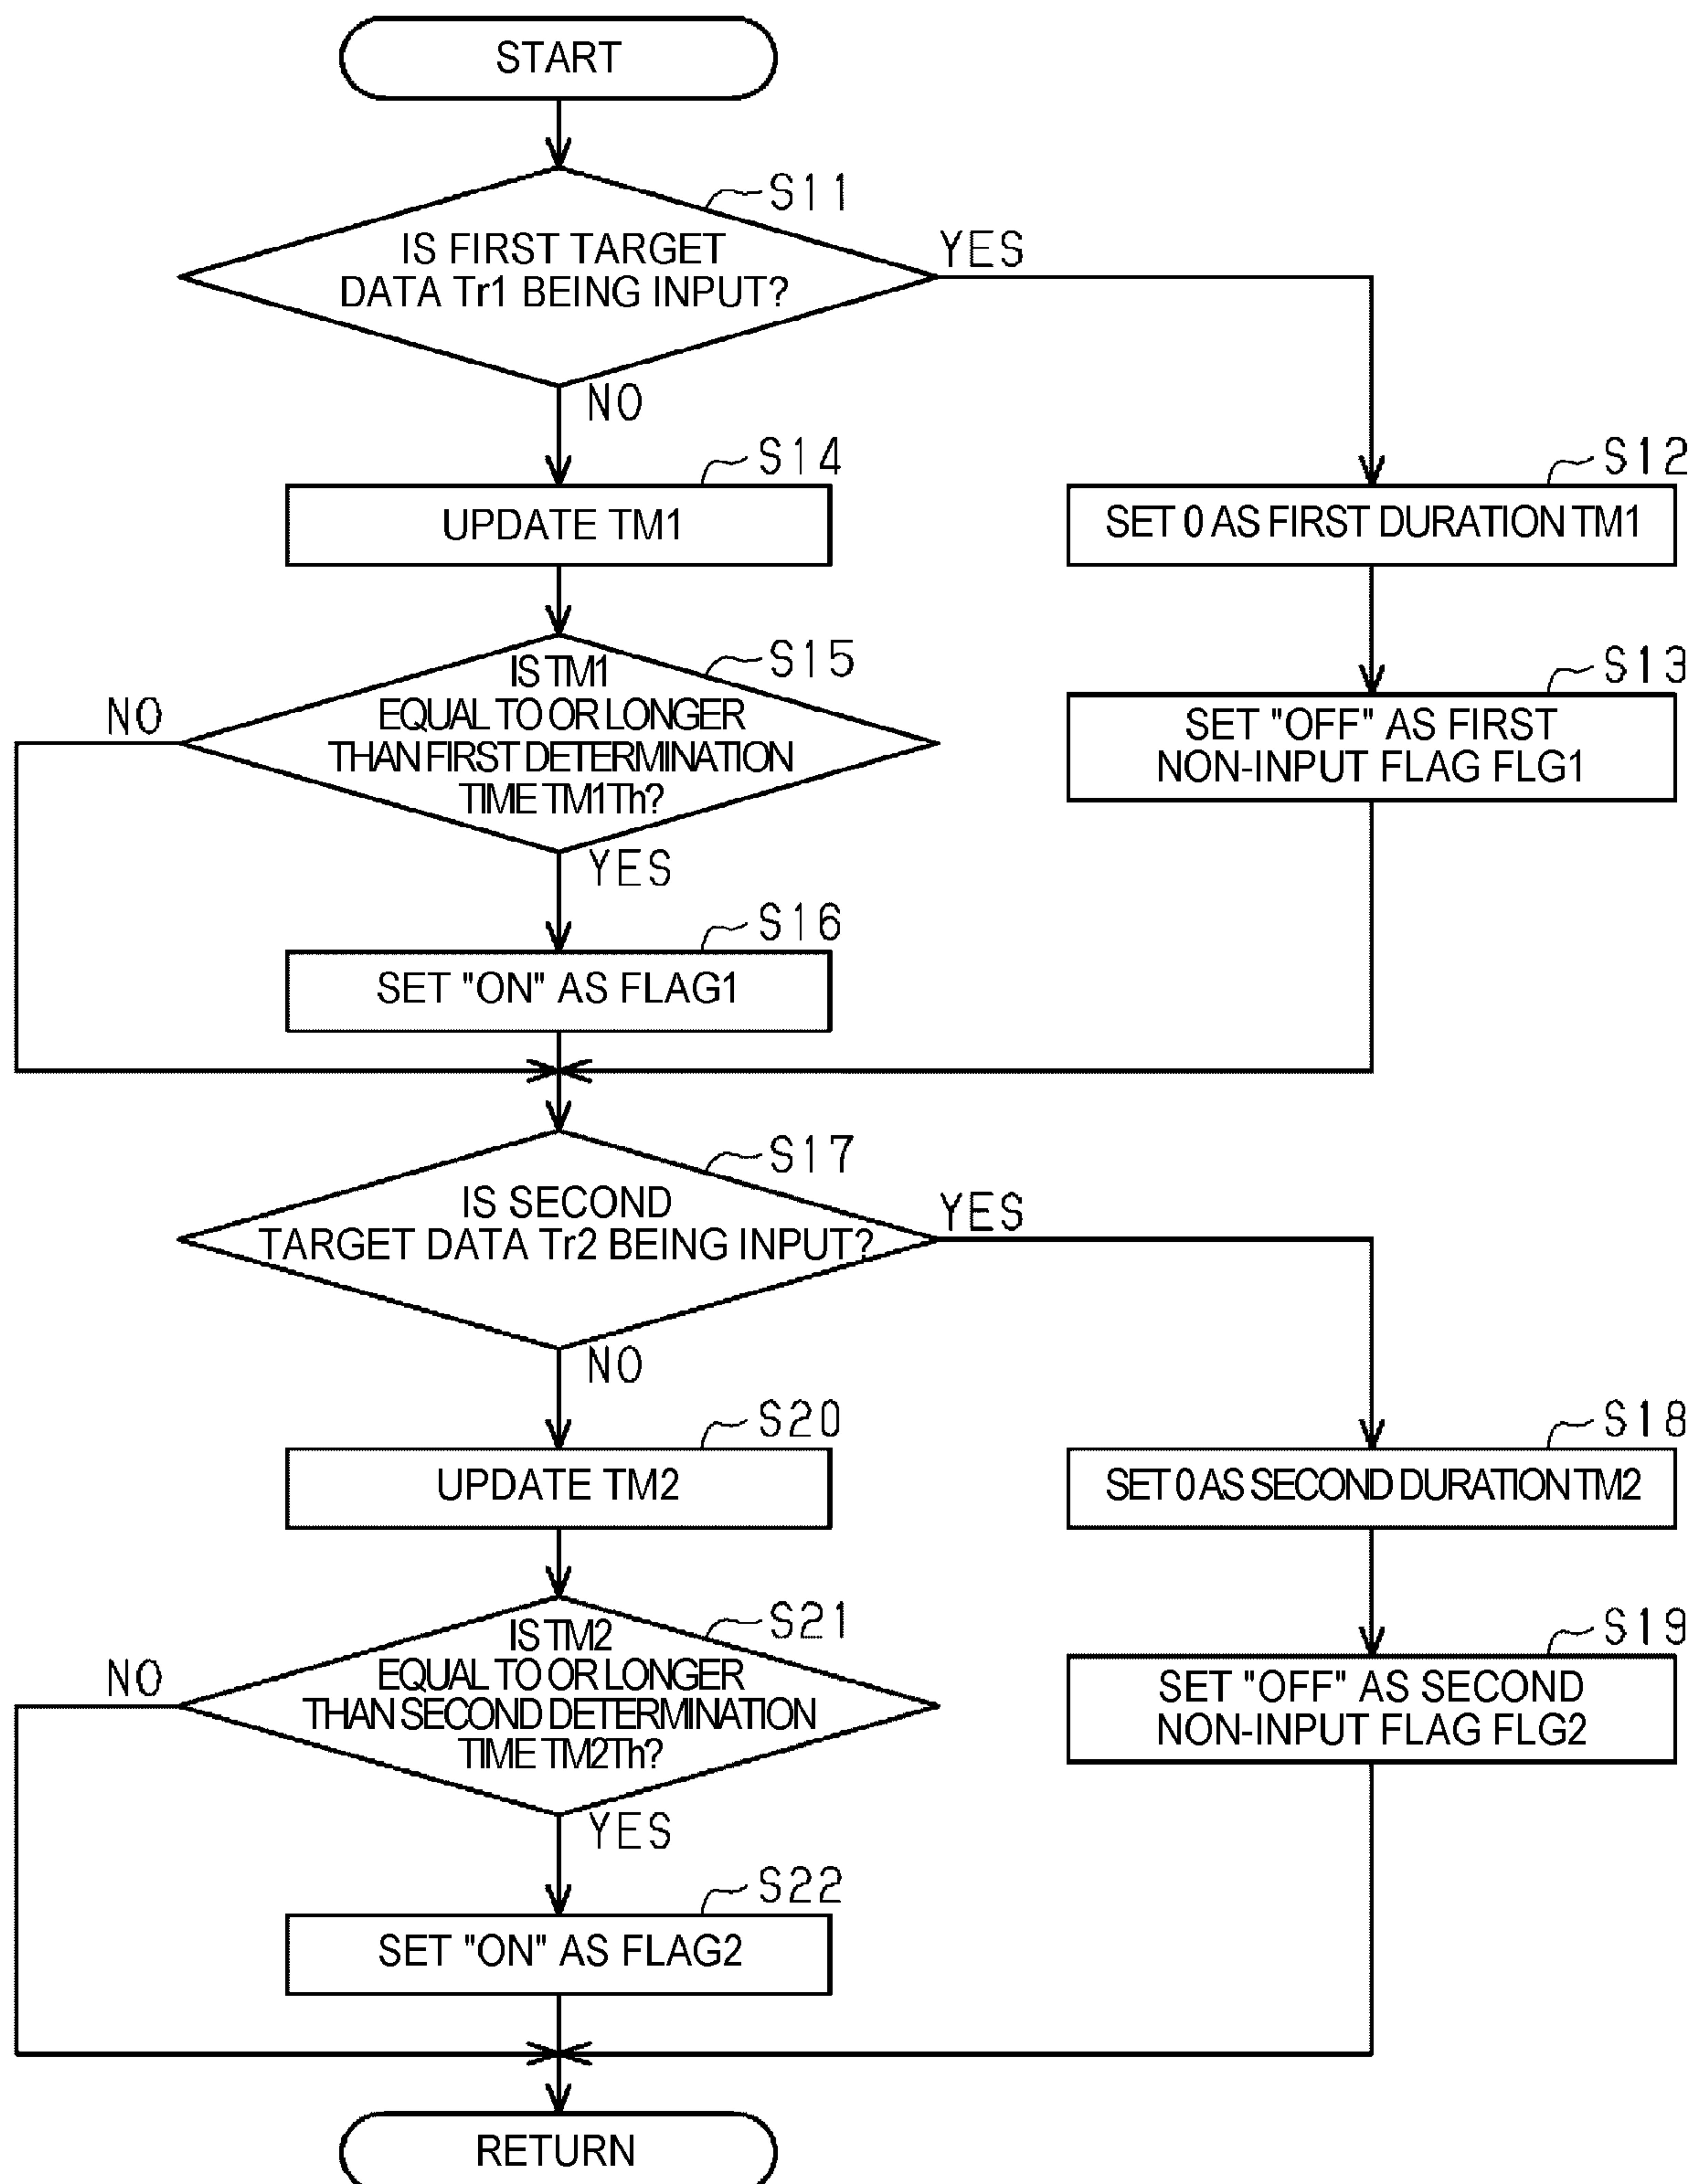 START
S11
IS FIRST TARGET
DATA Tr1 BEING INPUT?
YES
NO
S14
UPDATE TM1
S12
SET 0 AS FIRST DURATION TM1
S15
IS TM1
EQUAL TO OR LONGER
THAN FIRST DETERMINATION
TIME TM1Th?
NO
YES
S13
SET "OFF" AS FIRST
NON-INPUT FLAG FLG1
S16
SET "ON" AS FLAG1
S17
IS SECOND
TARGET DATA Tr2 BEING INPUT?
YES
NO
S20
UPDATE TM2
S18
SET 0 AS SECOND DURATION TM2
S21
IS TM2
EQUAL TO OR LONGER
THAN SECOND DETERMINATION
TIME TM2Th?
NO
YES
S19
SET "OFF" AS SECOND
NON-INPUT FLAG FLG2
S22
SET "ON" AS FLAG2
RETURN